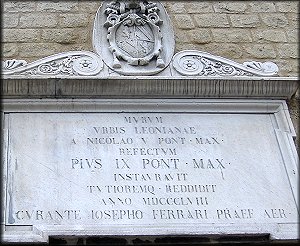 MVRVM
VRBIS LEONIANAE
A NICOLAO V PONT·MAX·
REFECTVM
PIVS IX PONT·MAX·
INSTAVRAVIT
TVTIOREMQ·REDDIDIT
ANNO MDCCCLVIII
CVRANTE IOSEPHO FERRARI PRAEF AER·